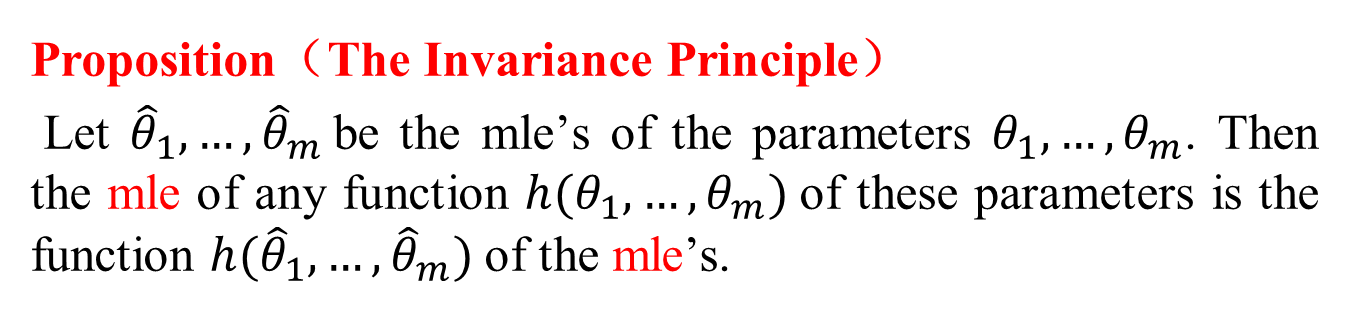 Proposition（The Invariance Principle）
Let θ̂₁, … , θ̂ₘ be the mle’s of the parameters θ₁, … , θₘ. Then
the mle of any function h(θ₁, … , θₘ) of these parameters is the
function h(θ̂₁, … , θ̂ₘ) of the mle’s.